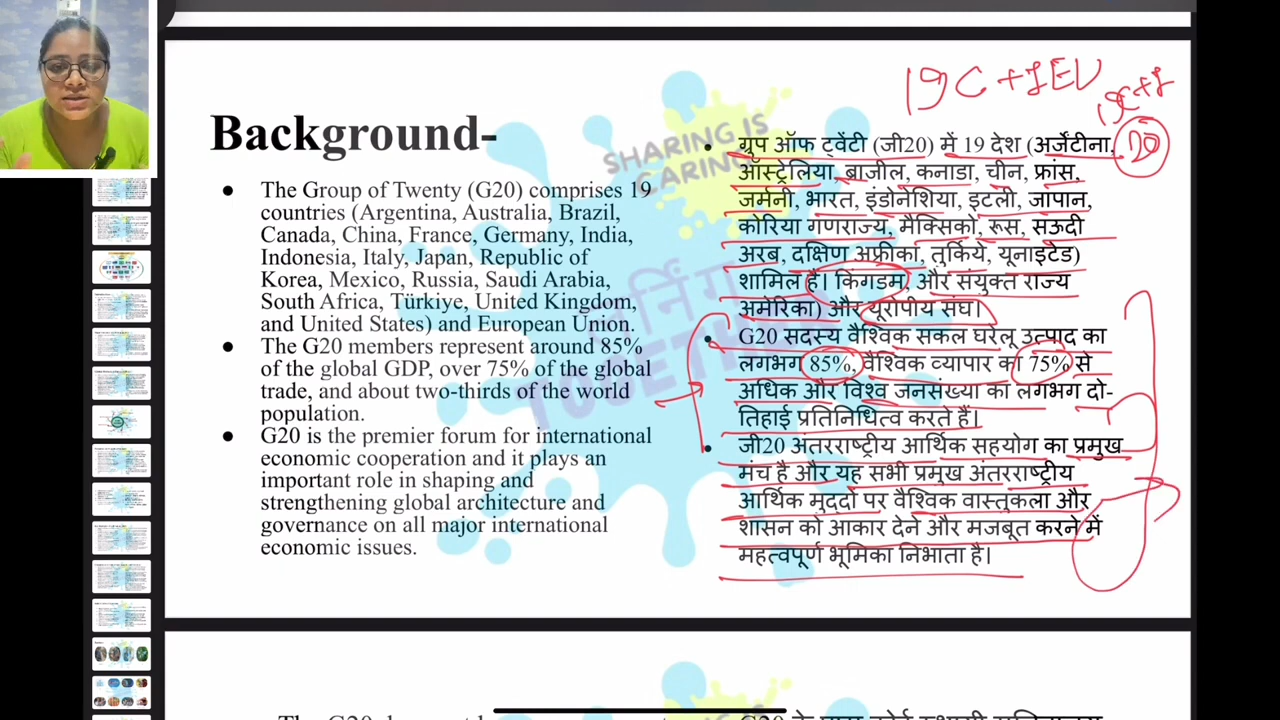 19C + 1EU
19C+1
20
Background-
SHARING IS
CARING
● The Group of Twenty (G20) comprises 19
countries (Argentina, Australia, Brazil,
Canada, China, France, Germany, India,
Indonesia, Italy, Japan, Republic of
Korea, Mexico, Russia, Saudi Arabia,
South Africa, Türkiye, United Kingdom,
and United States) and European Union.
● The G20 members represent around 85%
of the global GDP, over 75% of the global
trade, and about two-thirds of the world
population.
● G20 is the premier forum for international
economic cooperation and it plays an
important role in shaping and
strengthening global architecture and
governance on all major international
economic issues.
• ग्रुप ऑफ ट्वेंटी (जी20) में 19 देश (अर्जेंटीना,
ऑस्ट्रेलिया, ब्राजील, कनाडा, चीन, फ्रांस,
जर्मनी, भारत, इंडोनेशिया, इटली, जापान,
कोरिया गणराज्य, मैक्सिको, रूस, सऊदी
अरब, दक्षिण अफ्रीका, तुर्किये, यूनाइटेड)
शामिल हैं। किंगडम, और संयुक्त राज्य
अमेरिका) और यूरोपीय संघ।
• G20 सदस्य वैश्विक सकल घरेलू उत्पाद का
लगभग 85%, वैश्विक व्यापार का 75% से
अधिक और विश्व जनसंख्या का लगभग दो-
तिहाई प्रतिनिधित्व करते हैं।
• जी20 अंतरराष्ट्रीय आर्थिक सहयोग का प्रमुख
मंच है और यह सभी प्रमुख अंतरराष्ट्रीय
आर्थिक मुद्दों पर वैश्विक वास्तुकला और
शासन को आकार देने और मजबूत करने में
महत्वपूर्ण भूमिका निभाता है।